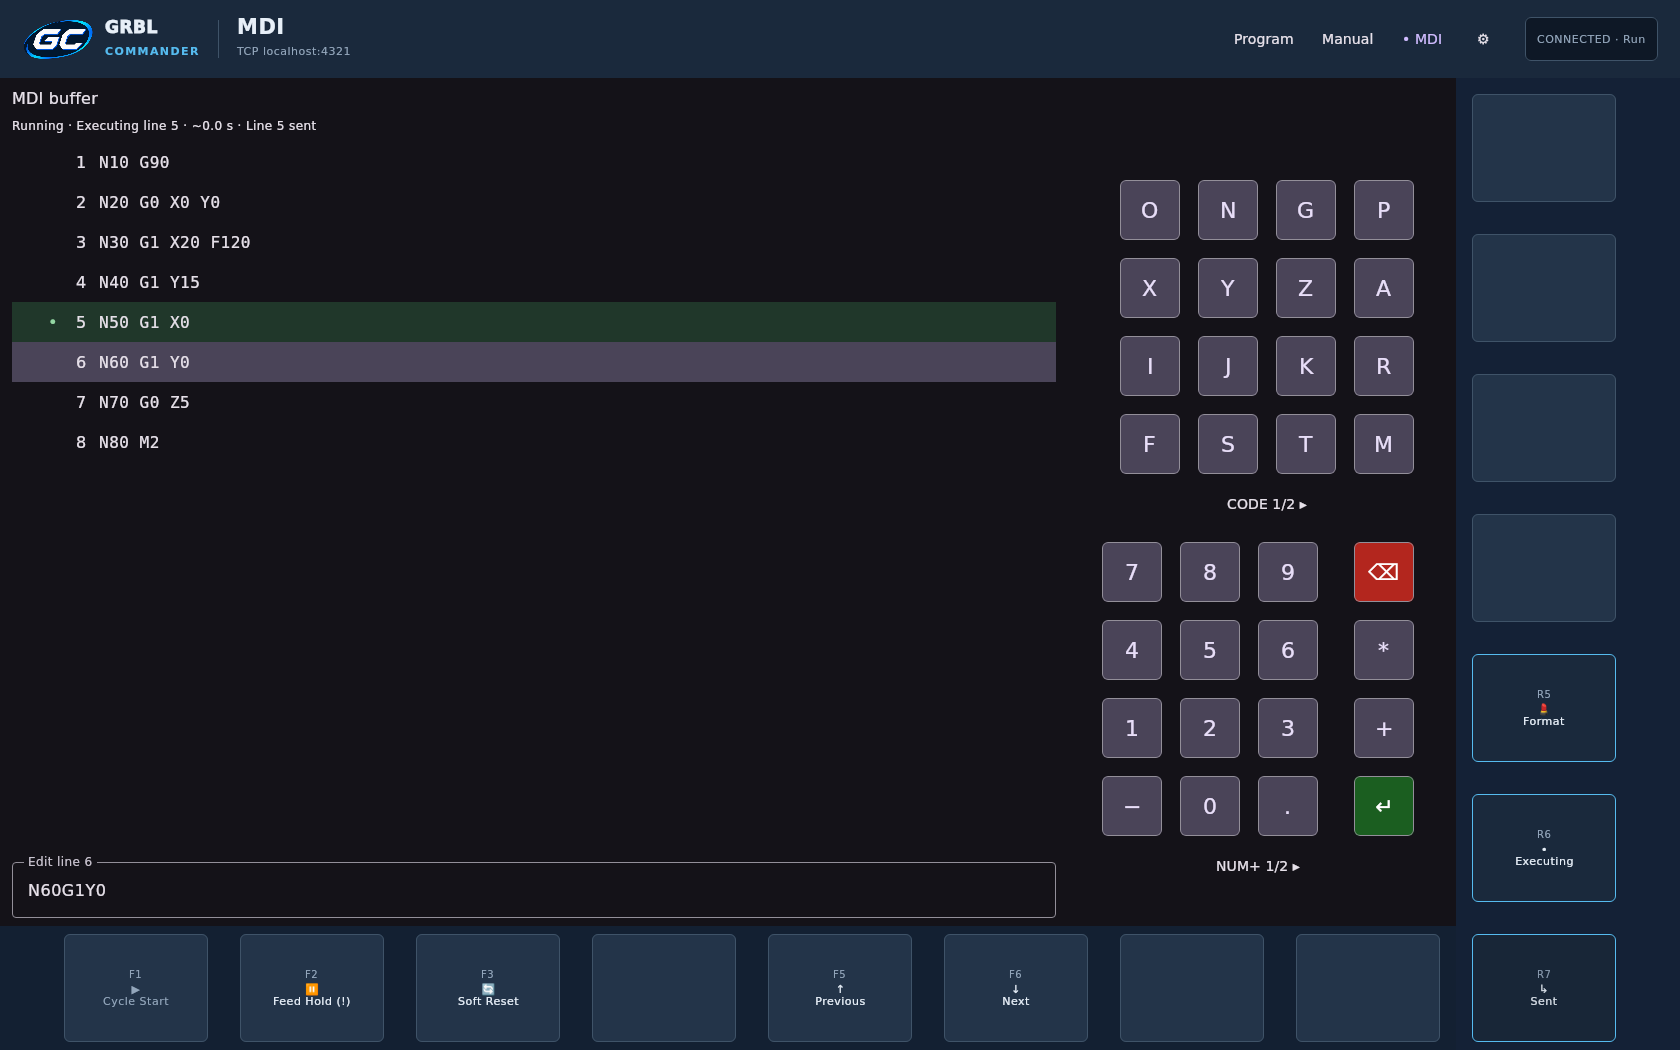 GC GRBL
COMMANDER
MDI
TCP localhost:4321
Program Manual • MDI ⚙ CONNECTED · Run
MDI buffer
Running · Executing line 5 · ~0.0 s · Line 5 sent
1 N10 G90
2 N20 G0 X0 Y0
3 N30 G1 X20 F120
4 N40 G1 Y15
• 5 N50 G1 X0
6 N60 G1 Y0
7 N70 G0 Z5
8 N80 M2
Edit line 6
N60G1Y0
O N G P
X Y Z A
I J K R
F S T M
CODE 1/2 ▸
7 8 9 ⌫
4 5 6 *
1 2 3 +
− 0 . ↵
NUM+ 1/2 ▸
R5
Format
R6
•
Executing
R7
↳
Sent
F1
▶
Cycle Start
F2
⏸
Feed Hold (!)
F3
🔄
Soft Reset
F5
↑
Previous
F6
↓
Next